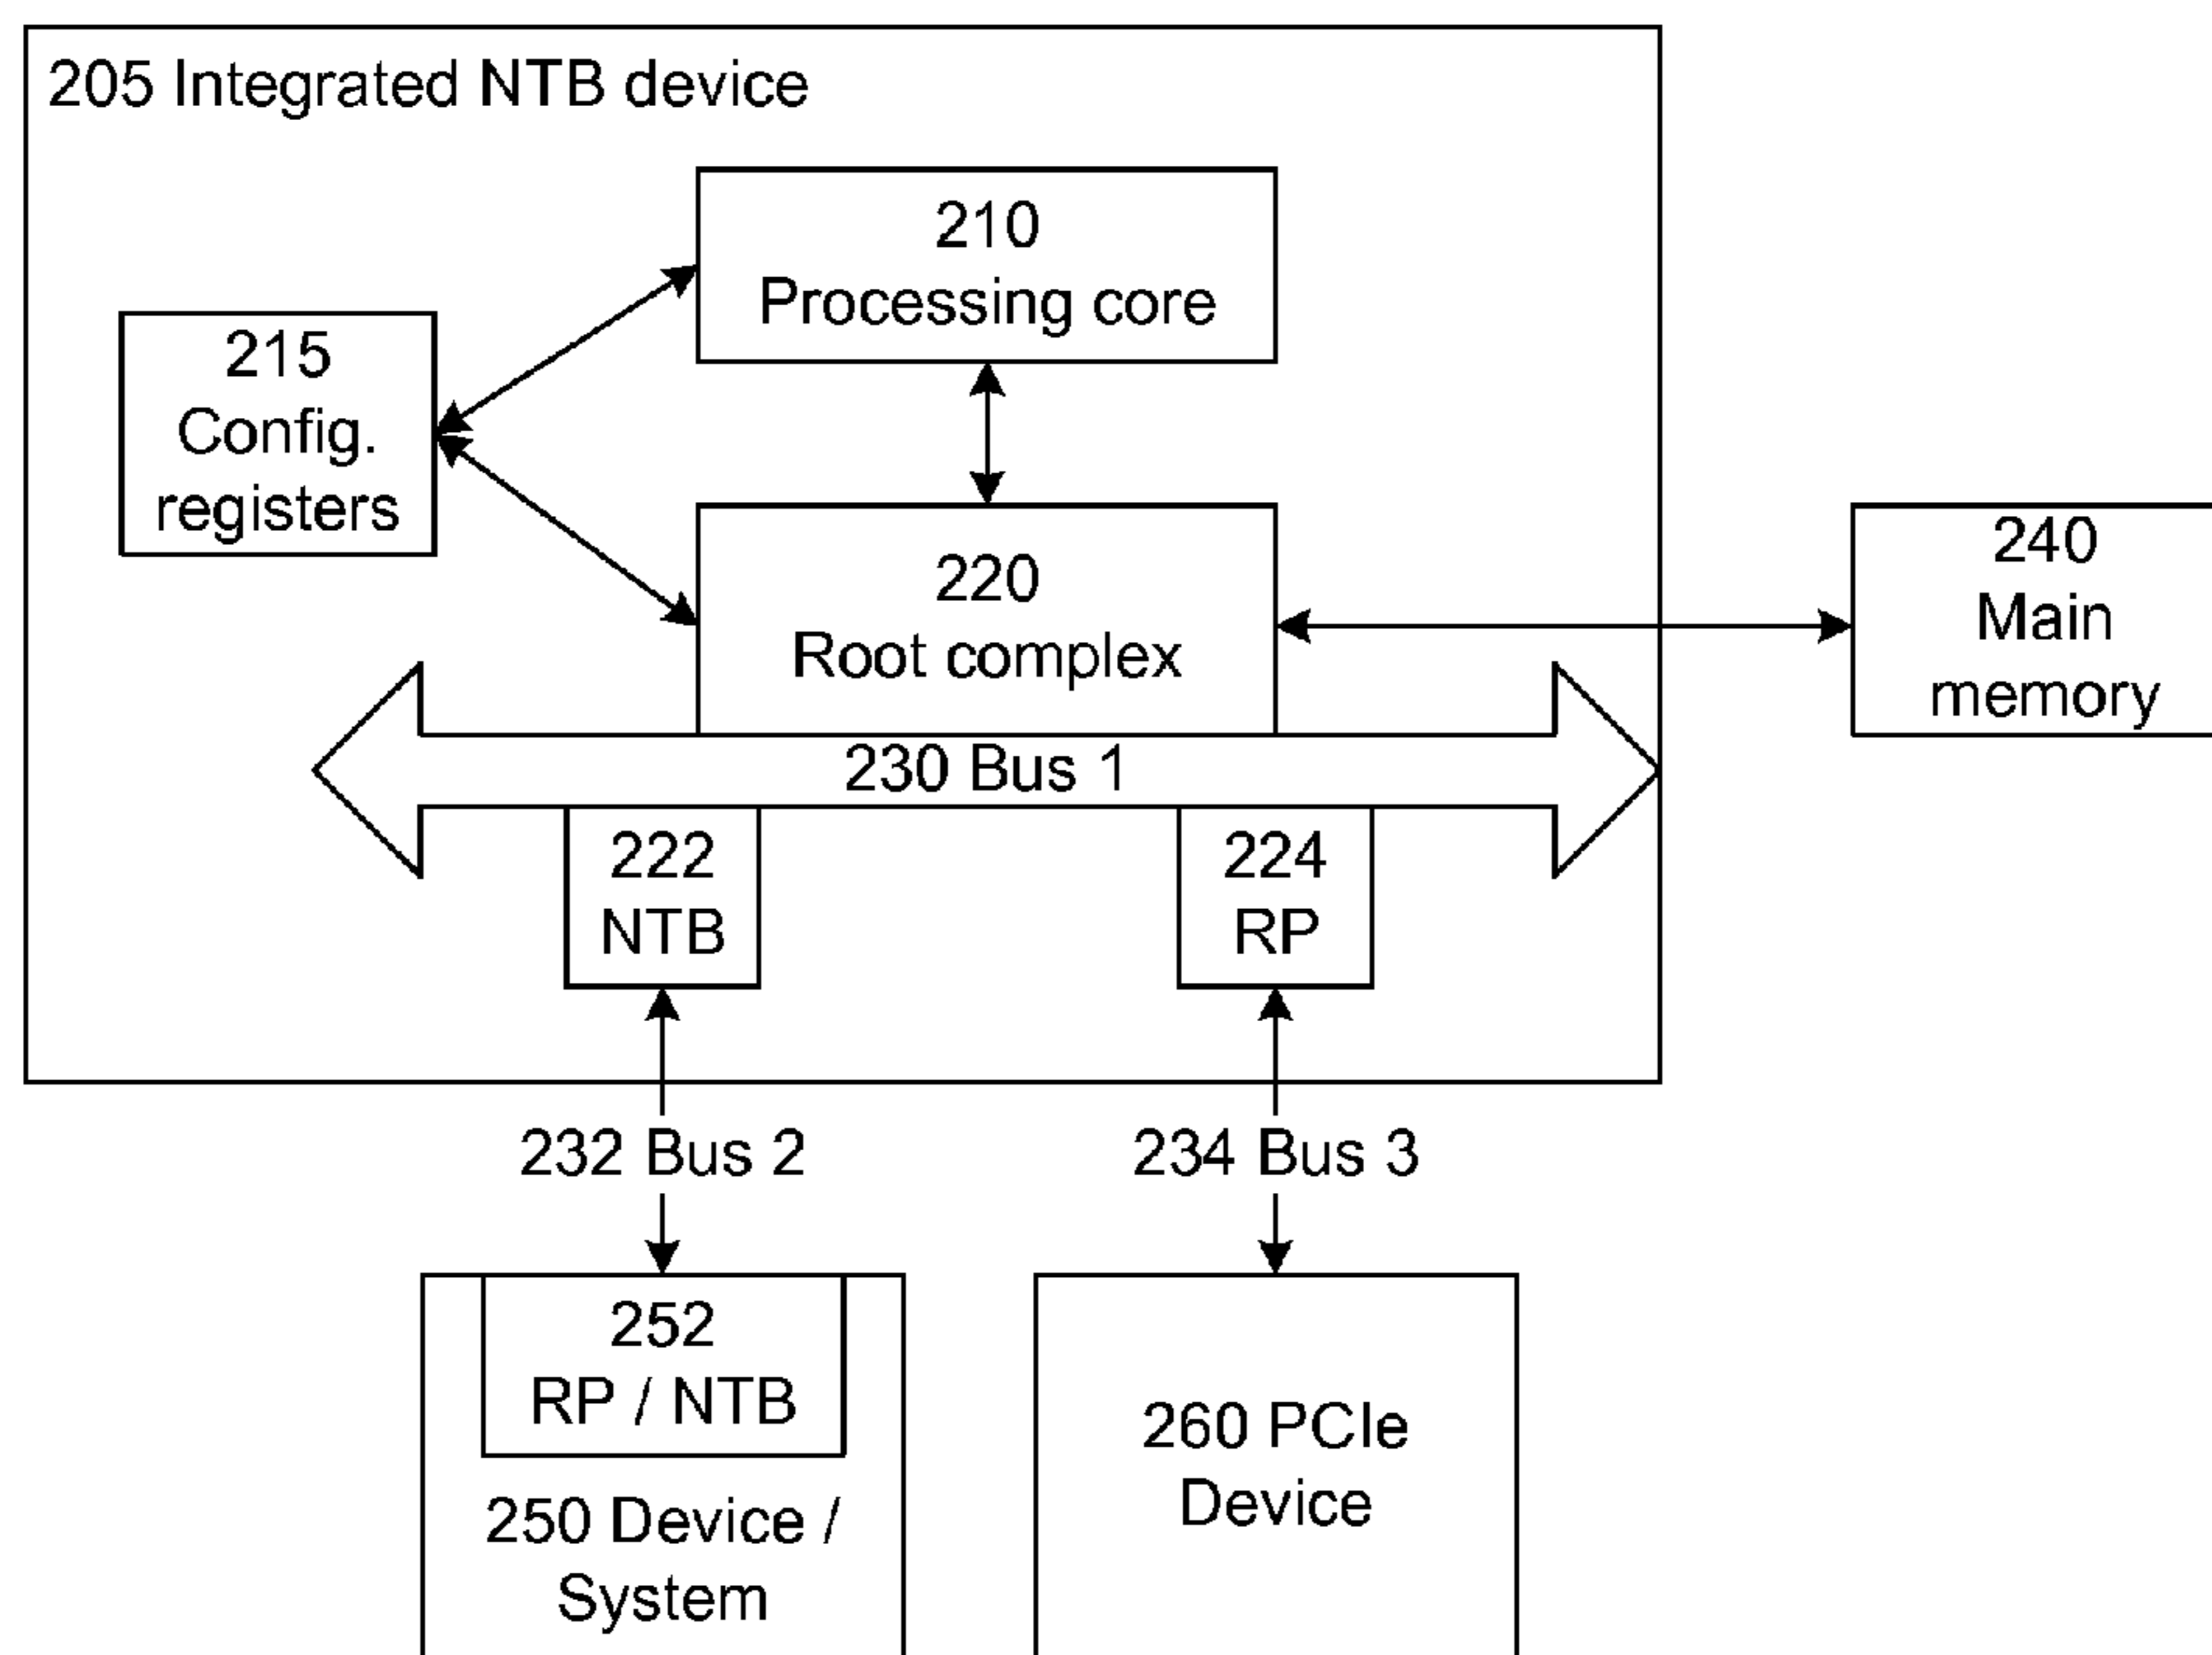 205 Integrated NTB device
210
Processing core
215
Config.
registers
220
Root complex
240
Main
memory
230 Bus 1
222
NTB
224
RP
232 Bus 2
234 Bus 3
252
RP / NTB
250 Device /
System
260 PCIe
Device